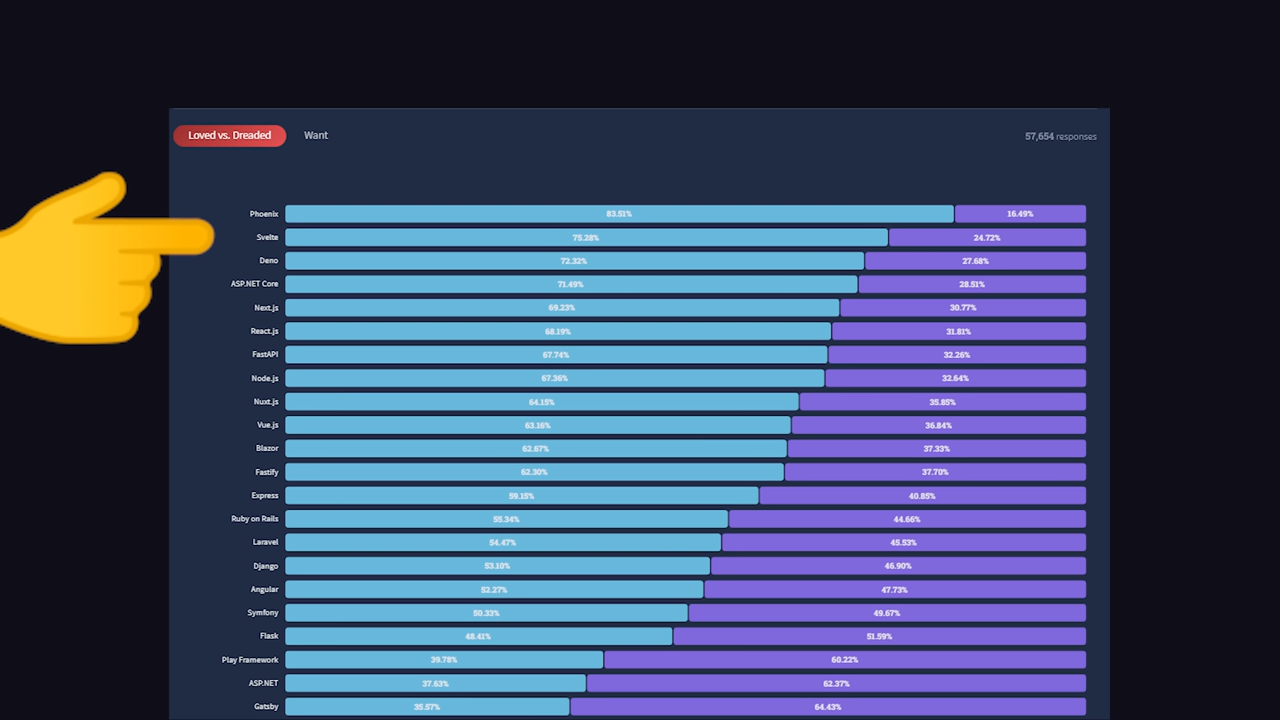 Loved vs. Dreaded Want 57,654 responses
Phoenix 83.51% 16.49%
Svelte 75.28% 24.72%
Deno 72.32% 27.68%
ASP.NET Core 71.49% 28.51%
Next.js 69.23% 30.77%
React.js 68.19% 31.81%
FastAPI 67.74% 32.26%
Node.js 67.36% 32.64%
Nuxt.js 64.15% 35.85%
Vue.js 63.16% 36.84%
Blazor 62.67% 37.33%
Fastify 62.30% 37.70%
Express 59.15% 40.85%
Ruby on Rails 55.34% 44.66%
Laravel 54.47% 45.53%
Django 53.10% 46.90%
Angular 52.27% 47.73%
Symfony 50.33% 49.67%
Flask 48.41% 51.59%
Play Framework 39.78% 60.22%
ASP.NET 37.63% 62.37%
Gatsby 35.57% 64.43%